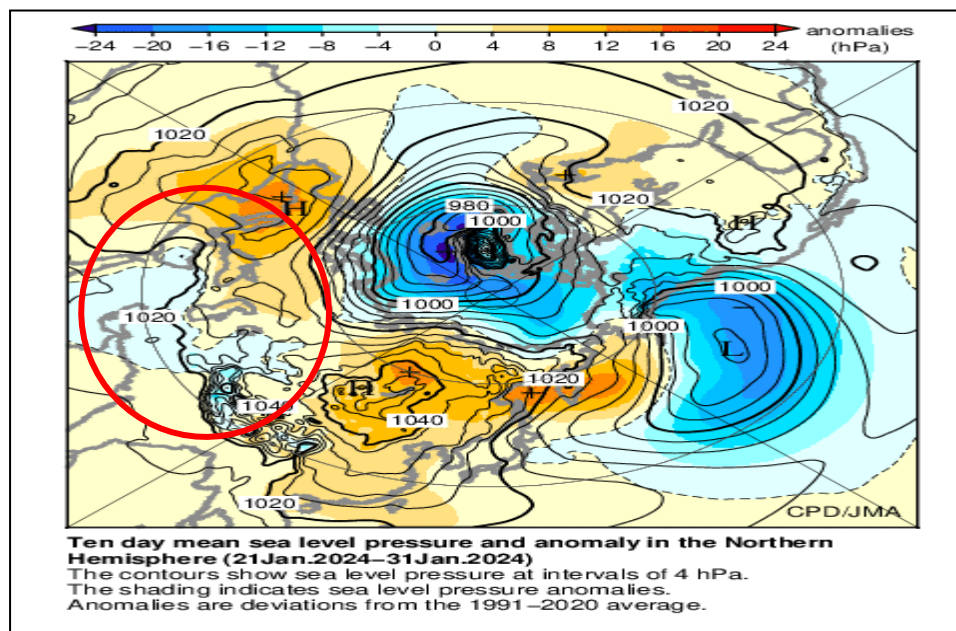 −24 −20 −16 −12 −8 −4 0 4 8 12 16 20 24 anomalies
(hPa)
1020
1020
H
980
1000
1020
H
1000
1020
1000
1000
L
1020
H
1040
1040
1020
CPD/JMA
Ten day mean sea level pressure and anomaly in the Northern
Hemisphere (21Jan.2024−31Jan.2024)
The contours show sea level pressure at intervals of 4 hPa.
The shading indicates sea level pressure anomalies.
Anomalies are deviations from the 1991−2020 average.